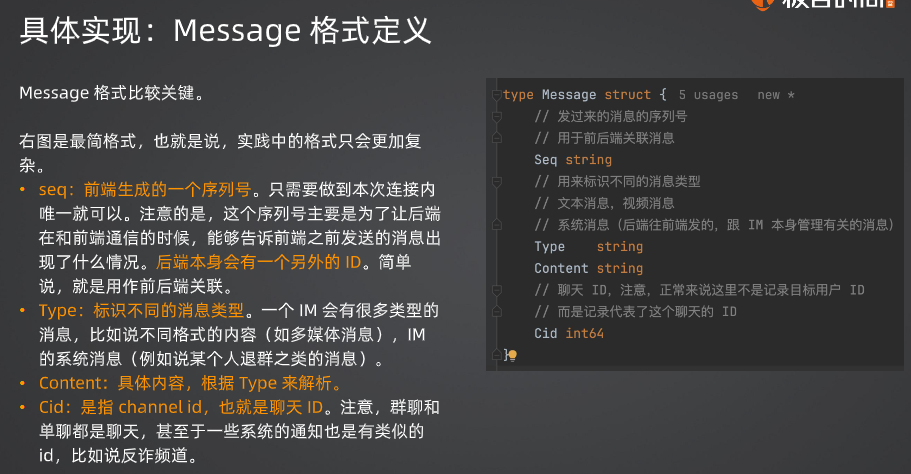 具体实现：Message 格式定义
Message 格式比较关键。
右图是最简格式，也就是说，实践中的格式只会更加复
杂。
• seq：前端生成的一个序列号。只需要做到本次连接内
唯一就可以。注意的是，这个序列号主要是为了让后端
在和前端通信的时候，能够告诉前端之前发送的消息出
现了什么情况。后端本身会有一个另外的 ID。简单
说，就是用作前后端关联。
• Type：标识不同的消息类型。一个 IM 会有很多类型的
消息，比如说不同格式的内容（如多媒体消息），IM
的系统消息（例如说某个人退群之类的消息）。
• Content：具体内容，根据 Type 来解析。
• Cid：是指 channel id，也就是聊天 ID。注意，群聊和
单聊都是聊天，甚至于一些系统的通知也是有类似的
id，比如说反诈频道。
type Message struct { 5 usages new *
// 发过来的消息的序列号
// 用于前后端关联消息
Seq string
// 用来标识不同的消息类型
// 文本消息，视频消息
// 系统消息（后端往前端发的，跟 IM 本身管理有关的消息）
Type string
Content string
// 聊天 ID，注意，正常来说这里不是记录目标用户 ID
// 而是记录代表了这个聊天的 ID
Cid int64
}